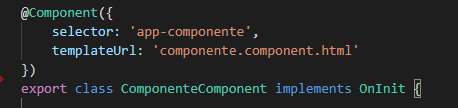 @Component({
    selector: 'app-componente',
    templateUrl: 'componente.component.html'
})
export class ComponenteComponent implements OnInit {